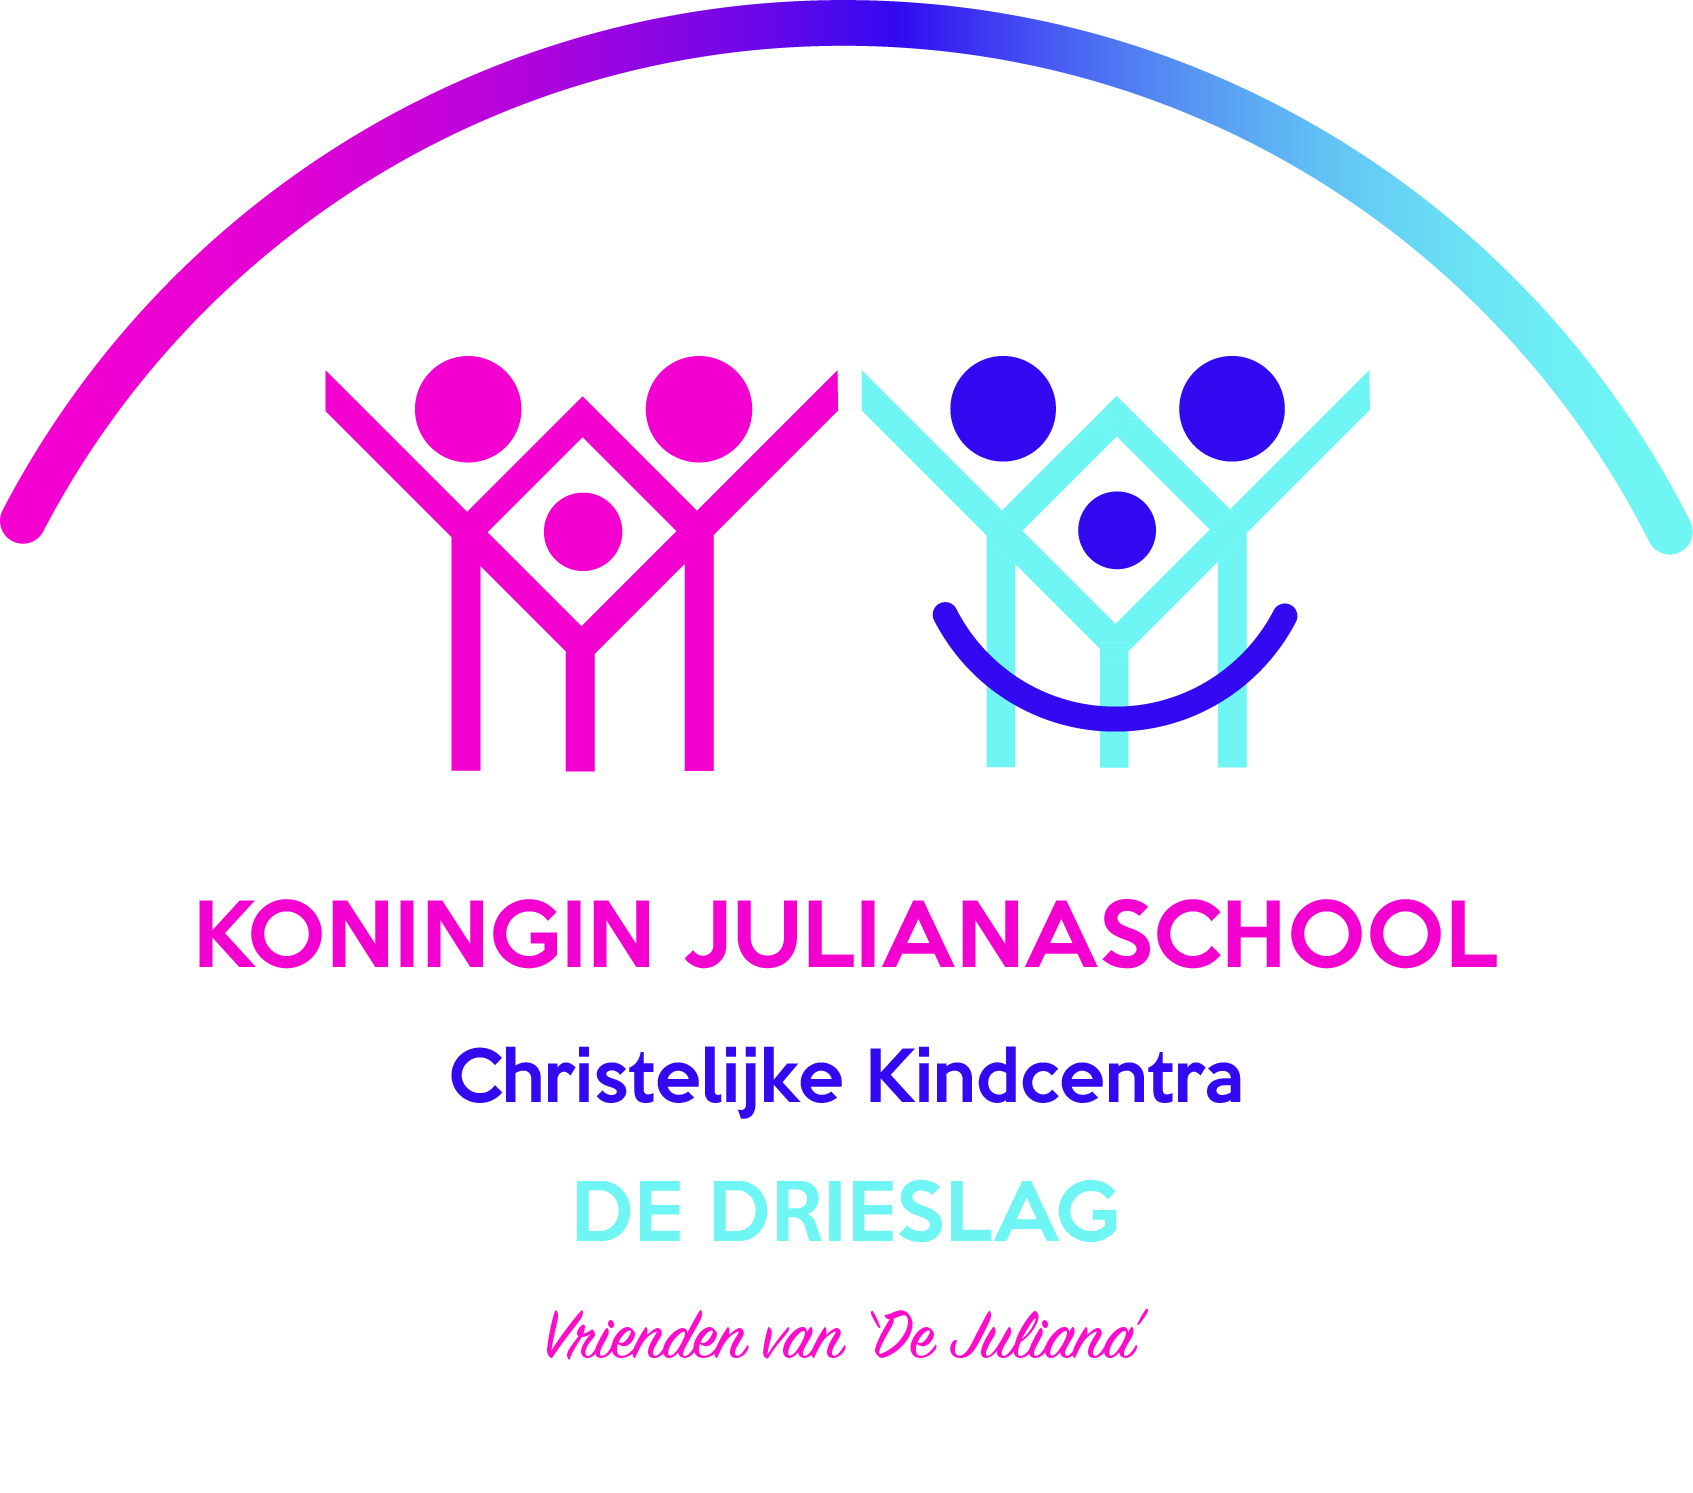 KONINGIN JULIANASCHOOL
Christelijke Kindcentra
DE DRIESLAG
Vrienden van ‘De Juliana’